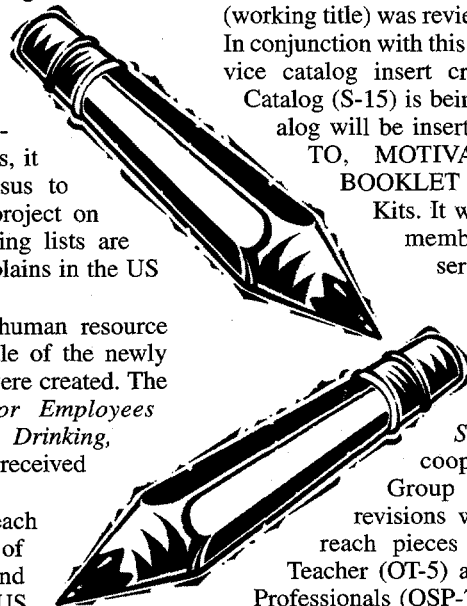 s, it
sus to
project on
ing lists are
plains in the US
human resource
le of the newly
were created. The
or Employees
Drinking,
received
each
of
nd
US
(working title) was revie
In conjunction with this
vice catalog insert cr
Catalog (S-15) is bein
alog will be insert
TO, MOTIVA
BOOKLET
Kits. It w
memb
ser
S
coop
Group
revisions w
reach pieces
Teacher (OT-5) a
Professionals (OSP-